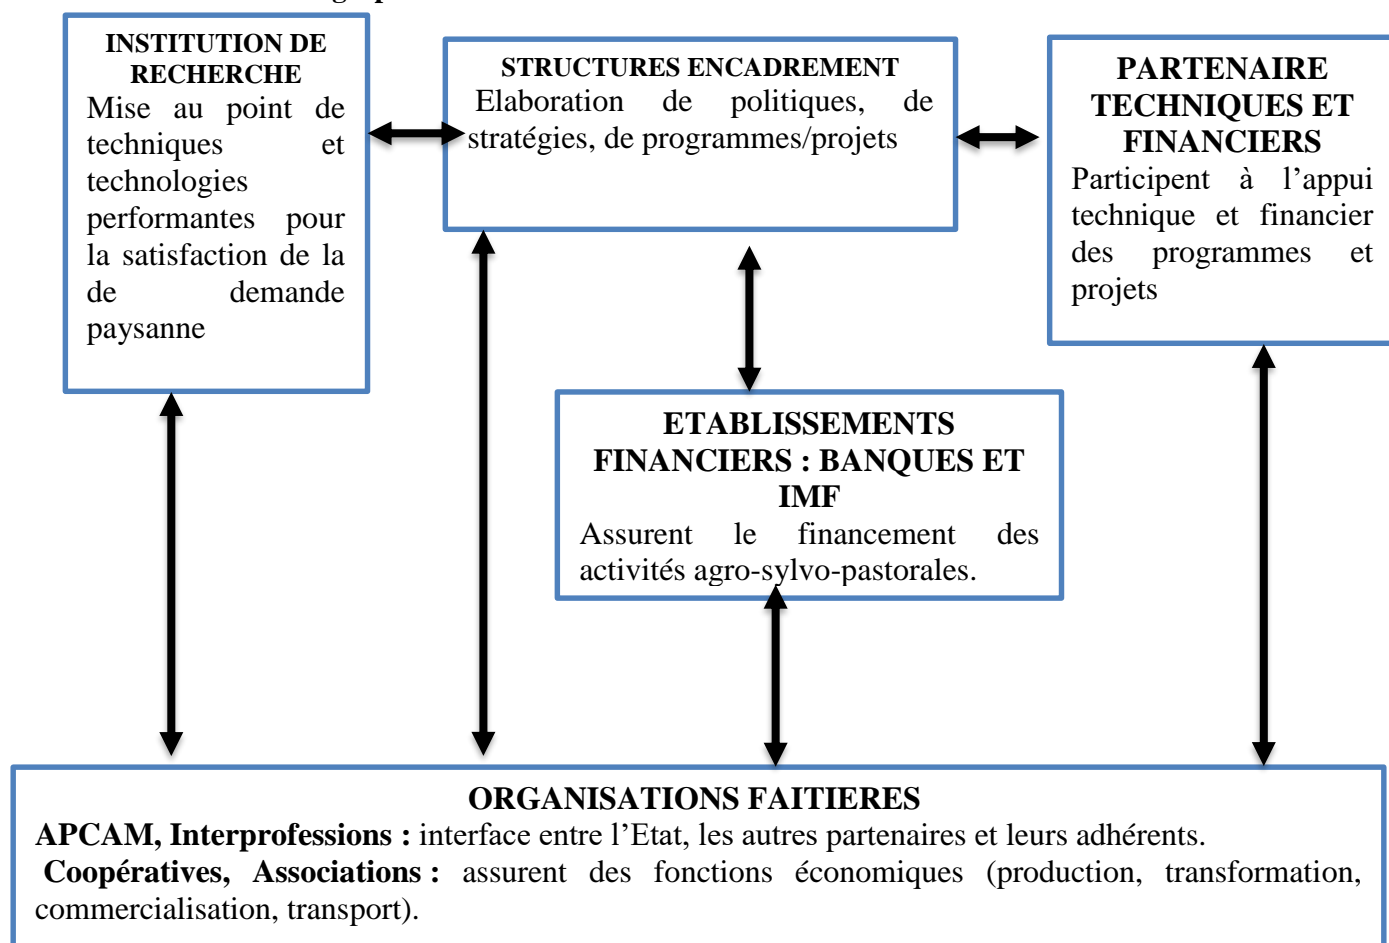 INSTITUTION DE
RECHERCHE
Mise au point de
techniques et
technologies
performantes pour
la satisfaction de la
de demande
paysanne
STRUCTURES ENCADREMENT
Elaboration de politiques, de
stratégies, de programmes/projets
PARTENAIRE
TECHNIQUES ET
FINANCIERS
Participent à l’appui
technique et financier
des programmes et
projets
ETABLISSEMENTS
FINANCIERS : BANQUES ET
IMF
Assurent le financement des
activités agro-sylvo-pastorales.
ORGANISATIONS FAITIERES
APCAM, Interprofessions : interface entre l’Etat, les autres partenaires et leurs adhérents.
Coopératives, Associations : assurent des fonctions économiques (production, transformation,
commercialisation, transport).